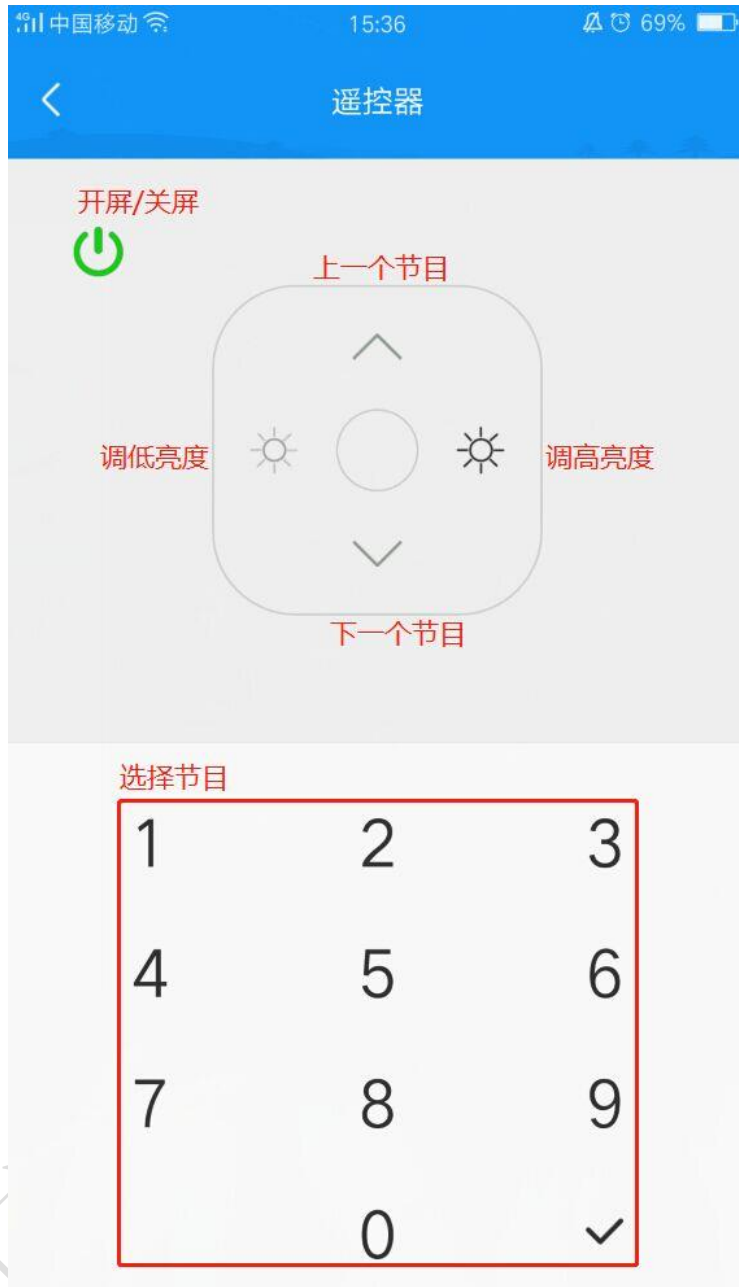 4G 中国移动 15:36 69%
遥控器
开屏/关屏
上一个节目
调低亮度 调高亮度
下一个节目
选择节目
1 2 3
4 5 6
7 8 9
0